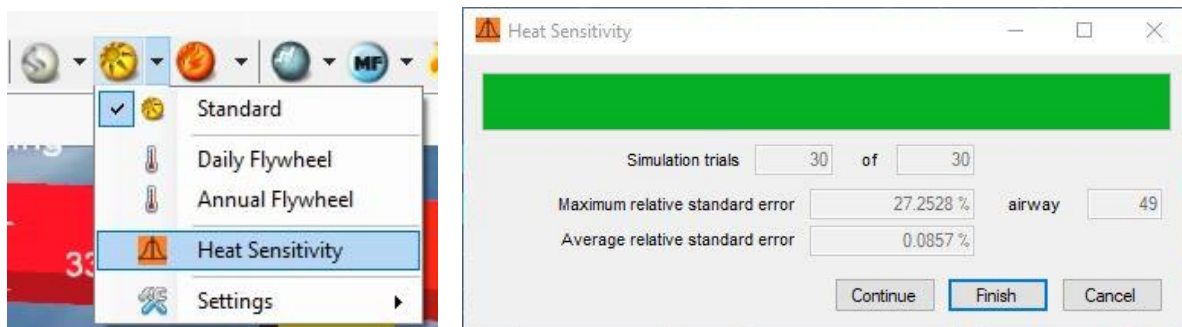 MF
Standard
ing
Daily Flywheel
Annual Flywheel
33
Heat Sensitivity
Settings
Heat Sensitivity
Simulation trials 30 of 30
Maximum relative standard error 27.2528 % airway 49
Average relative standard error 0.0857 %
Continue Finish Cancel